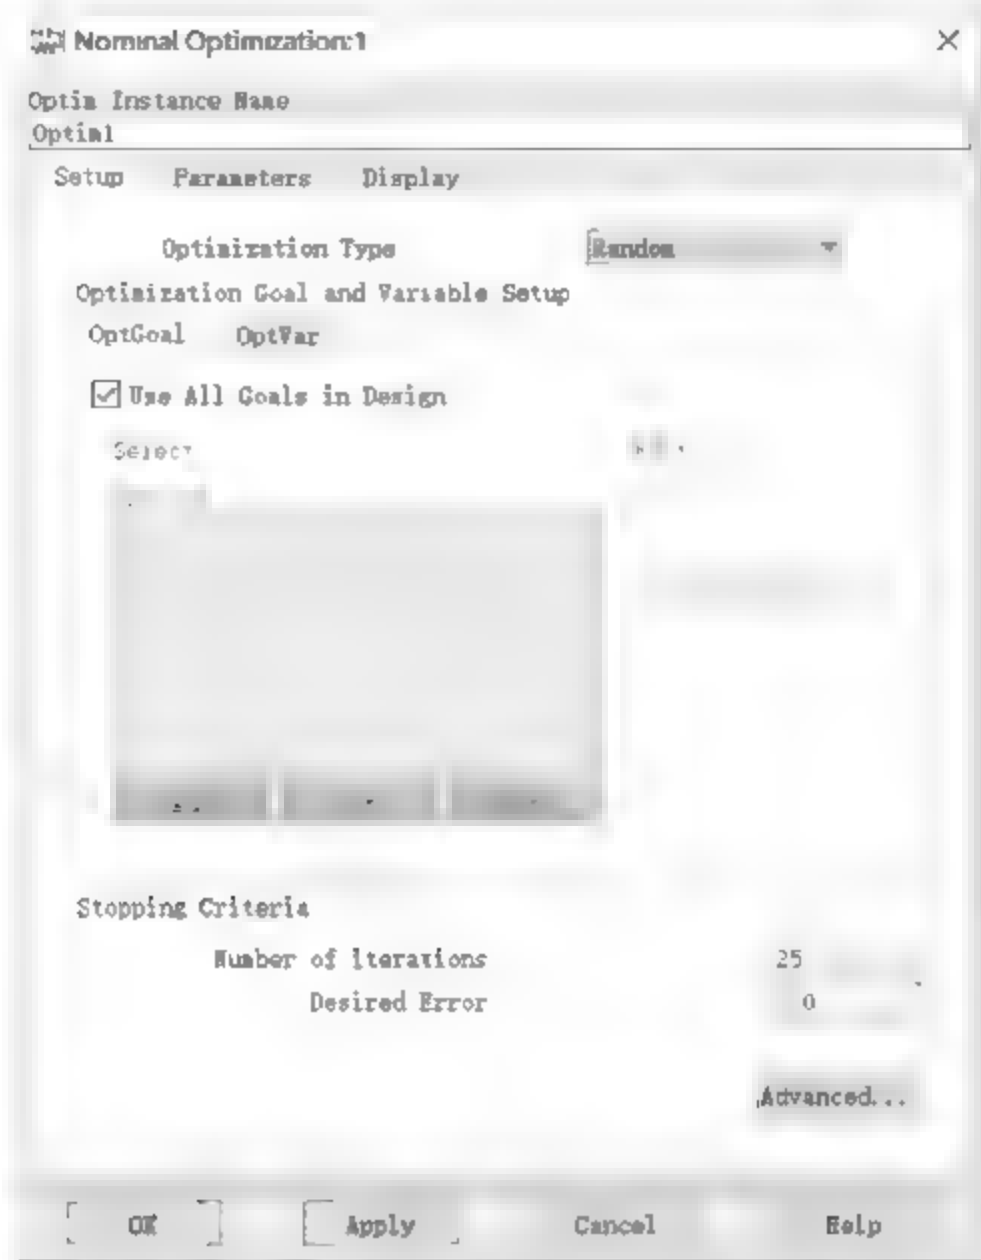 Nominal Optimization:1
Optim Instance Name
Optim1
Setup Parameters Display
Optimization Type Random
Optimization Goal and Variable Setup
OptGoal OptVar
Use All Goals in Design
Select
Stopping Criteria
Number of Iterations 25
Desired Error 0
Advanced...
OK Apply Cancel Help